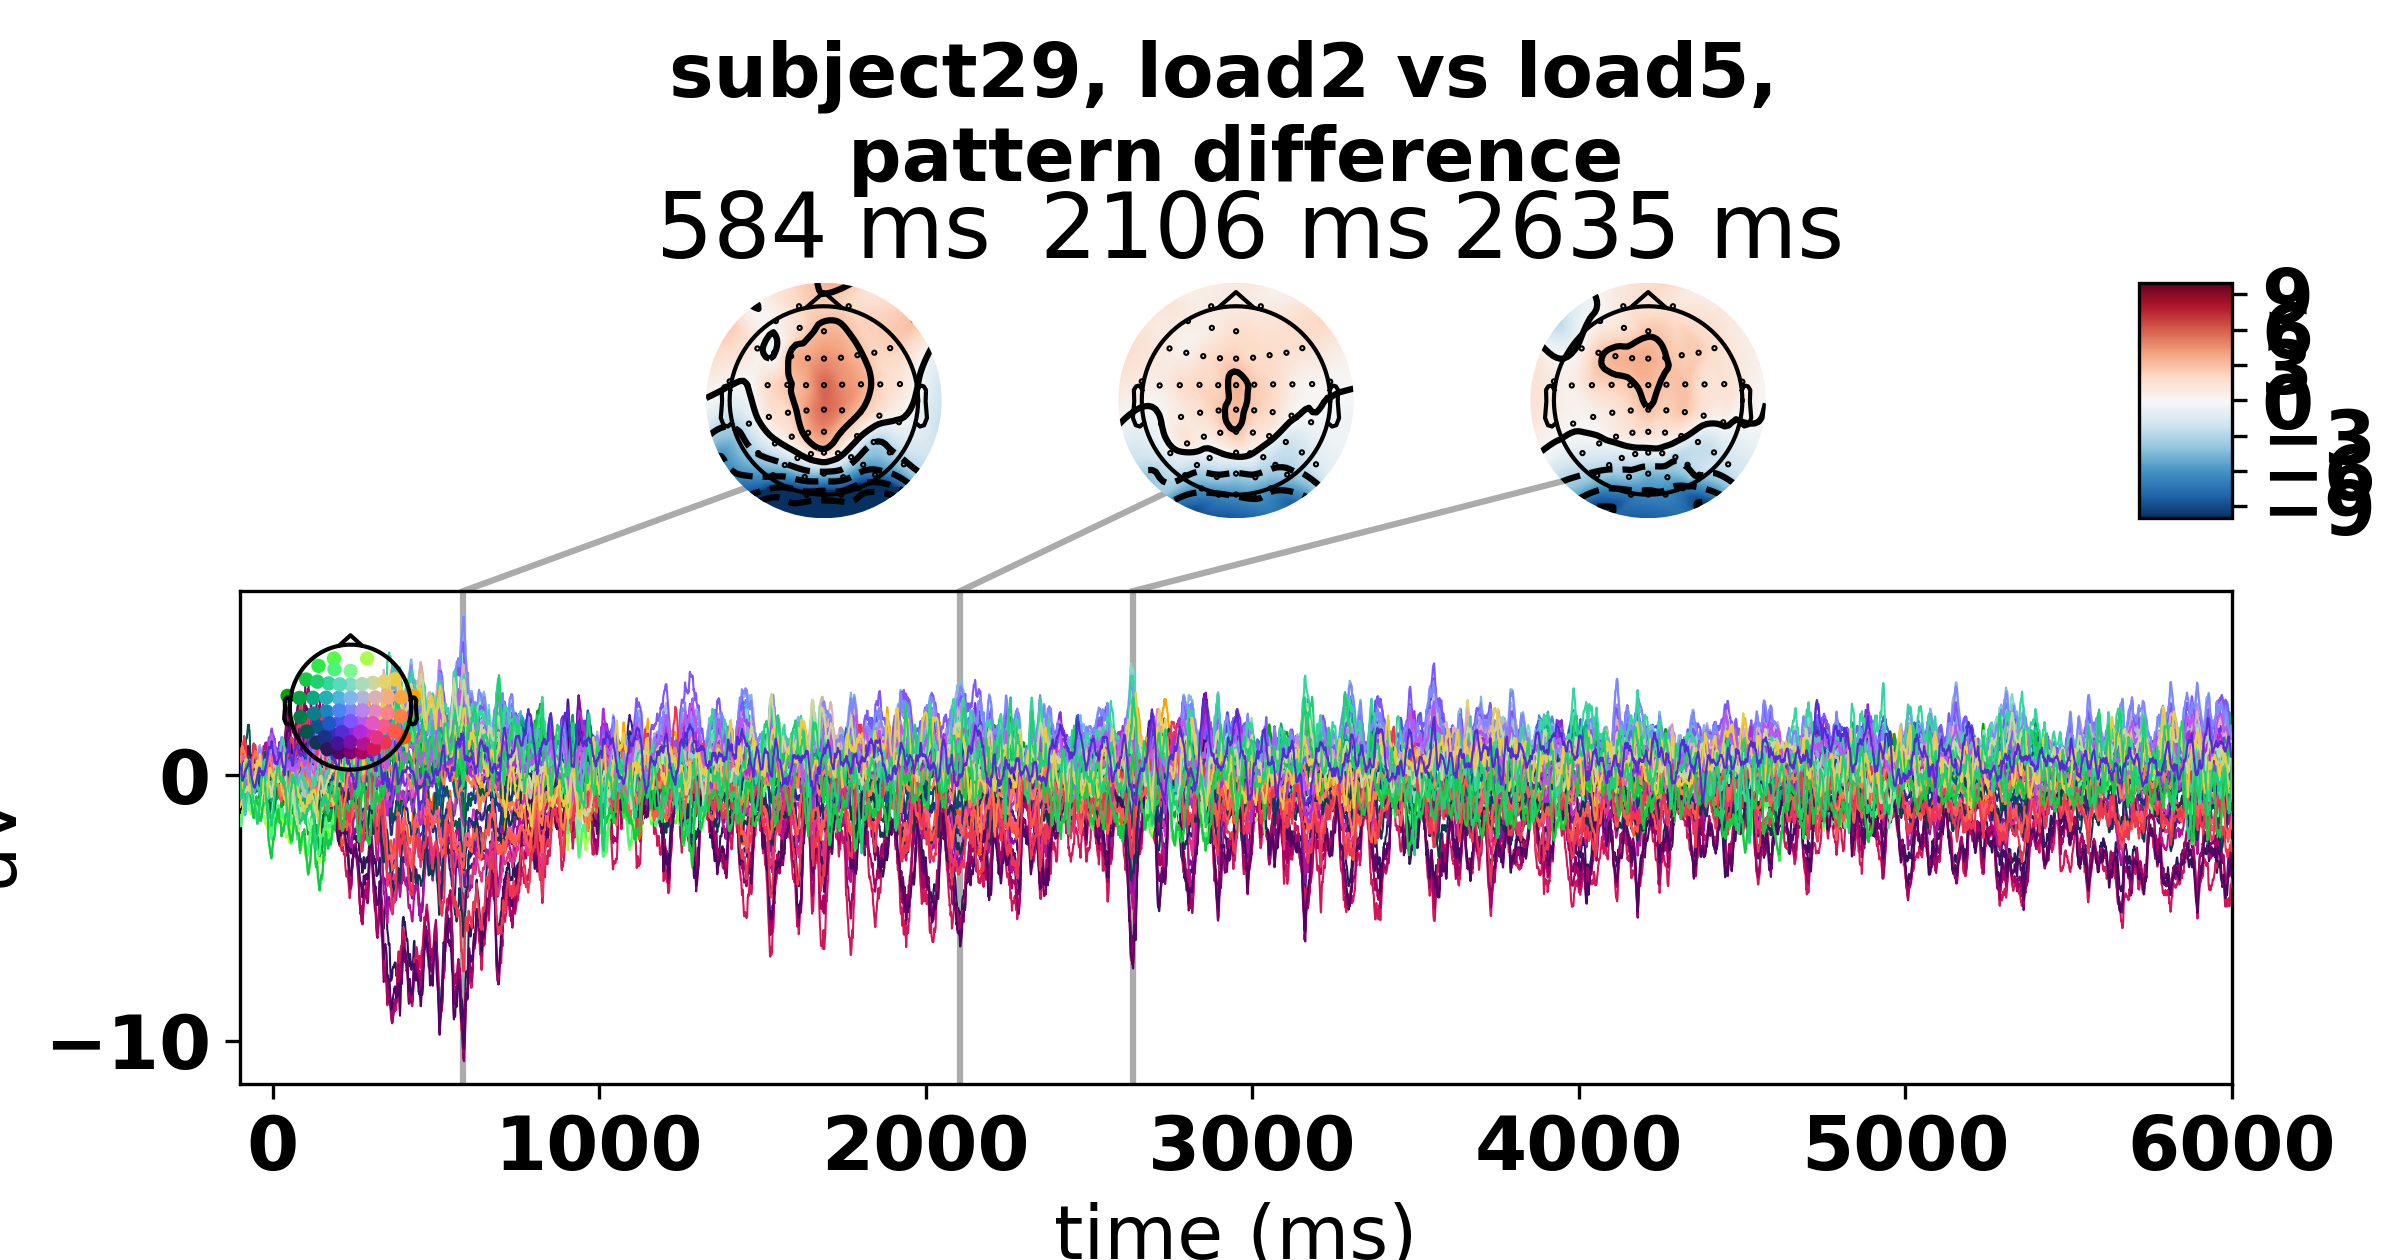 subject29, load2 vs load5,
pattern difference
584 ms 2106 ms 2635 ms
9
6
3
0
−3
−6
−9
0
−10
0 1000 2000 3000 4000 5000 6000
time (ms)